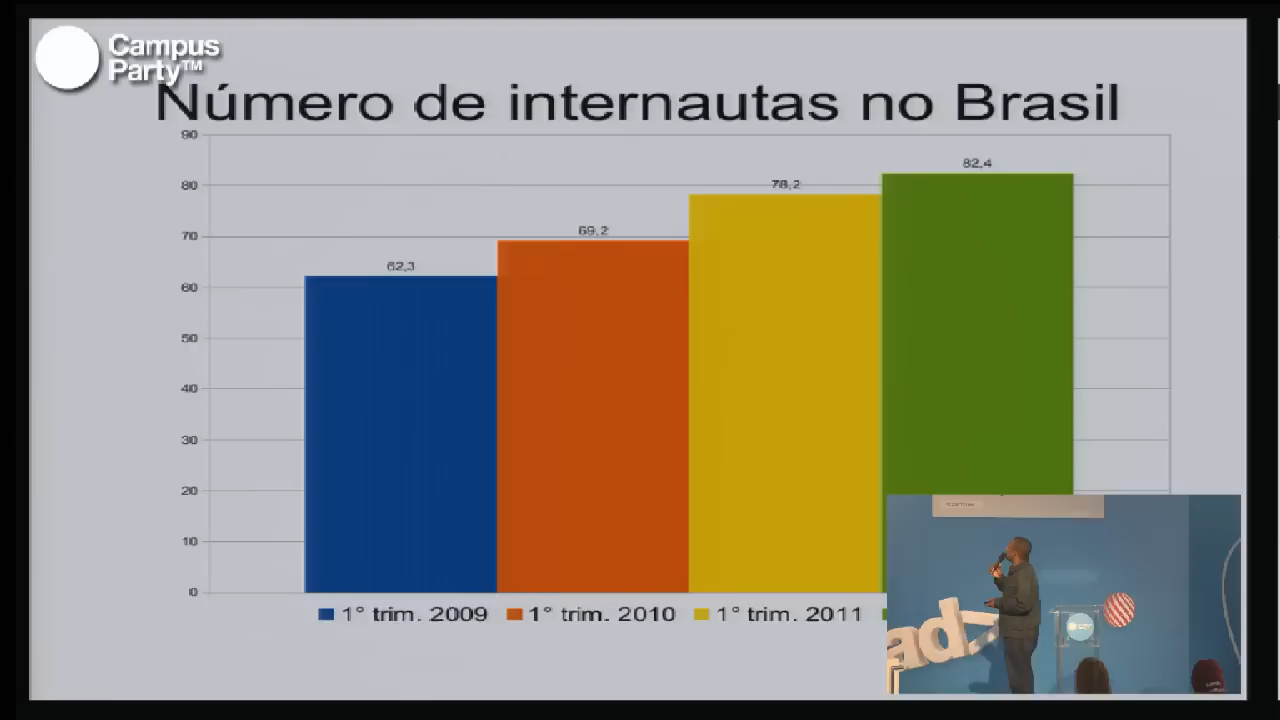 Campus
Party™
Número de internautas no Brasil
90
80
70
60
50
40
30
20
10
0
62,3
69,2
78,2
82,4
1° trim. 2009
1° trim. 2010
1° trim. 2011
ad